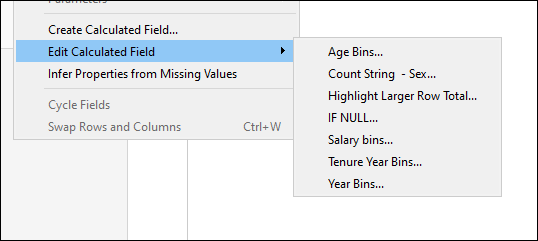 Parameters
Create Calculated Field...
Edit Calculated Field
Infer Properties from Missing Values
Cycle Fields
Swap Rows and Columns Ctrl+W
Age Bins...
Count String - Sex...
Highlight Larger Row Total...
IF NULL...
Salary bins...
Tenure Year Bins...
Year Bins...